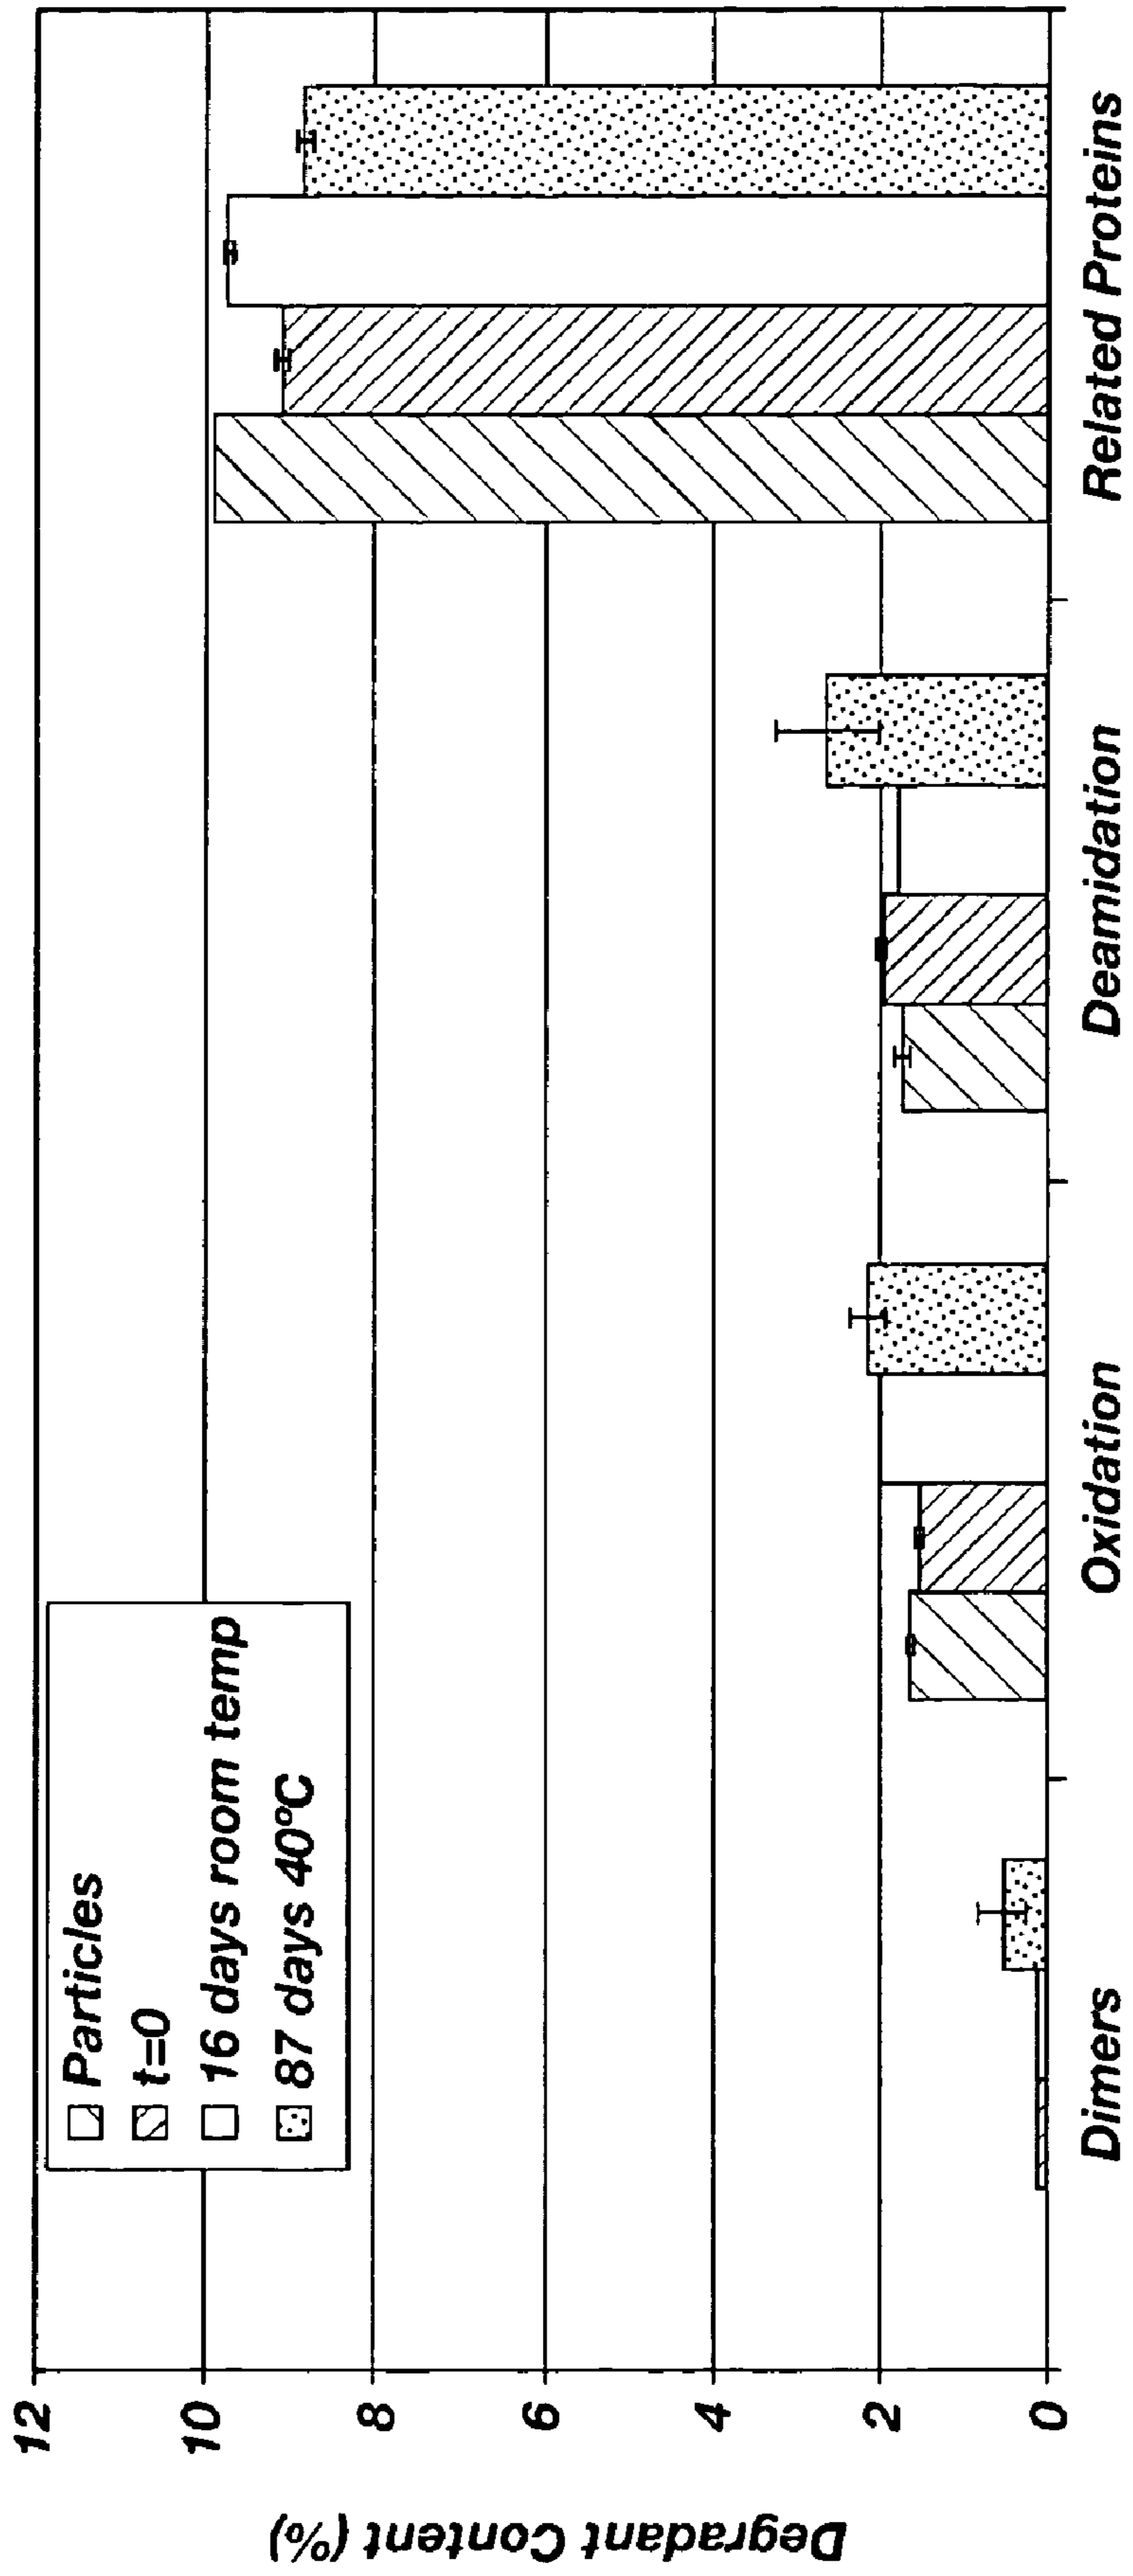 Degradant Content (%)
12
10
8
6
4
2
0
Particles
t=0
16 days room temp
87 days 40°C
Dimers
Oxidation
Deamidation
Related Proteins